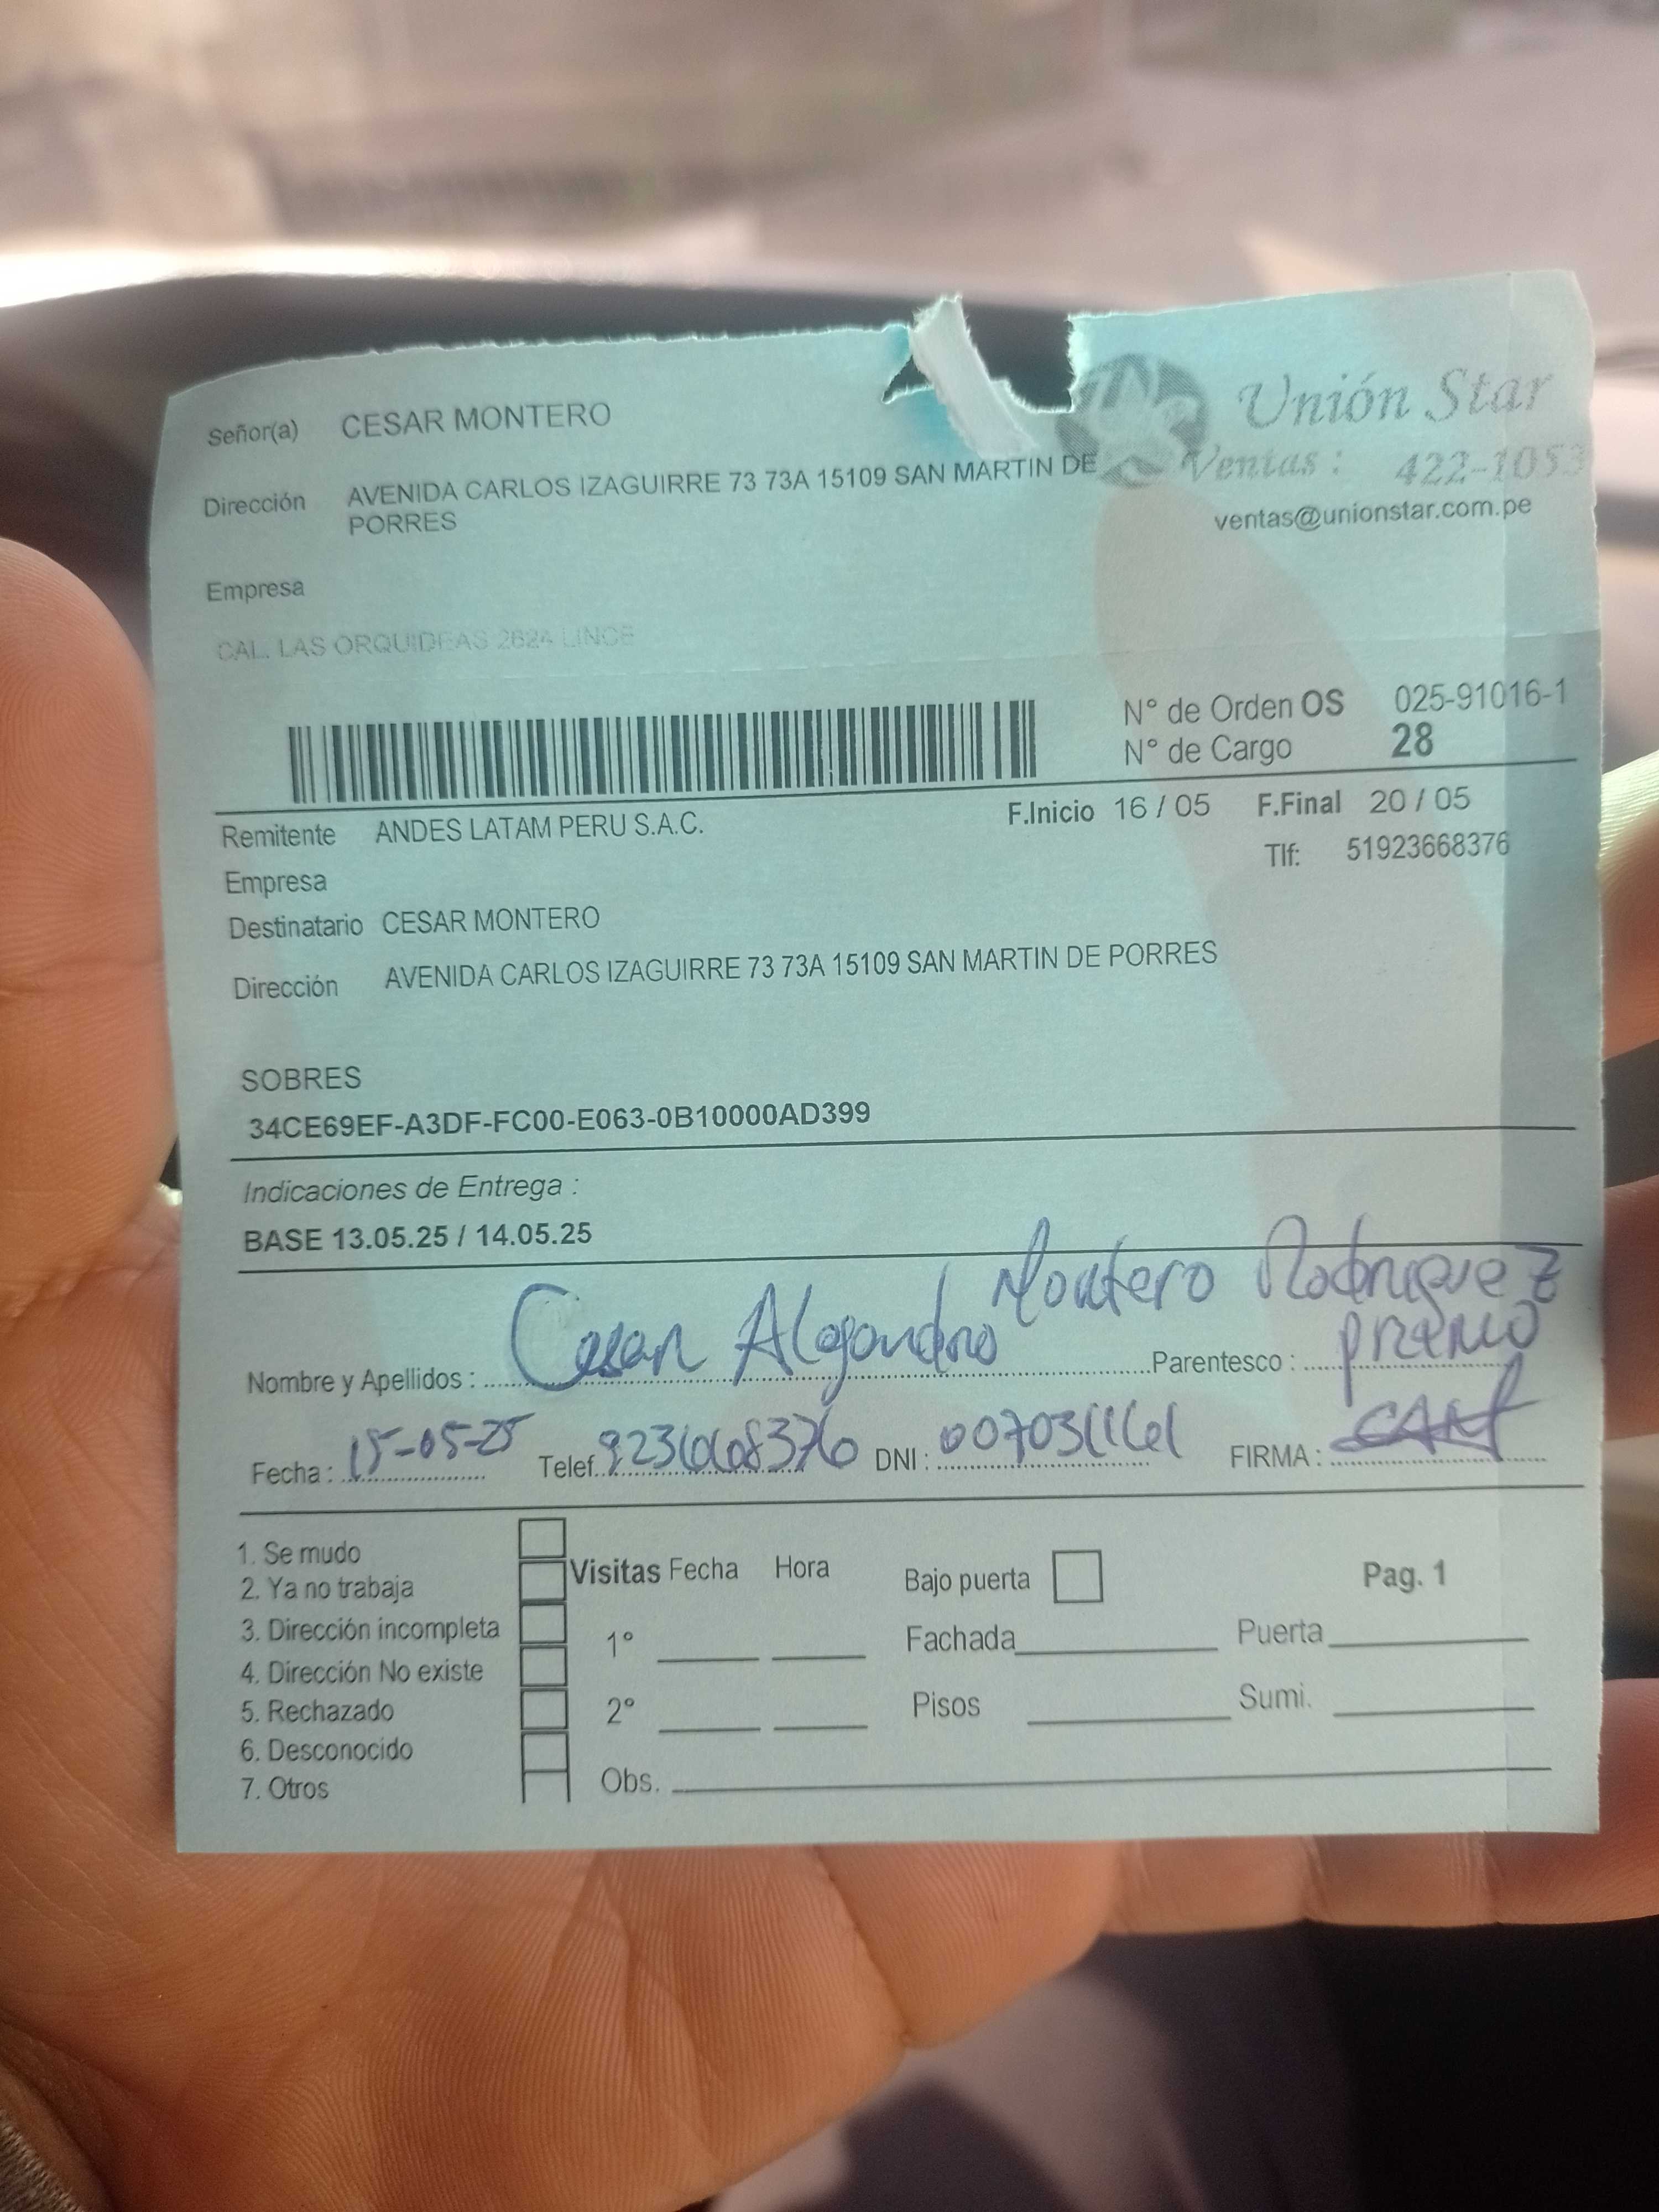 Señor(a) CESAR MONTERO
Unión Star
Ventas : 422-1053
Dirección AVENIDA CARLOS IZAGUIRRE 73 73A 15109 SAN MARTIN DE
PORRES
ventas@unionstar.com.pe
Empresa
CAL. LAS ORQUIDEAS 2624 LINCE
N° de Orden OS 025-91016-1
N° de Cargo 28
Remitente ANDES LATAM PERU S.A.C. F.Inicio 16 / 05 F.Final 20 / 05
Tlf: 51923668376
Empresa
Destinatario CESAR MONTERO
Dirección AVENIDA CARLOS IZAGUIRRE 73 73A 15109 SAN MARTIN DE PORRES
SOBRES
34CE69EF-A3DF-FC00-E063-0B10000AD399
Indicaciones de Entrega :
BASE 13.05.25 / 14.05.25
Nombre y Apellidos : Cesar Alejandro Montero Rodriguez Parentesco :
Fecha : 15-05-25 Telef. 923668376 DNI : FIRMA :
1. Se mudo
2. Ya no trabaja
3. Dirección incompleta
4. Dirección No existe
5. Rechazado
6. Desconocido
7. Otros
Visitas Fecha Hora
1°
2°
Obs.
Bajo puerta
Fachada
Pisos
Pag. 1
Puerta
Sumi.